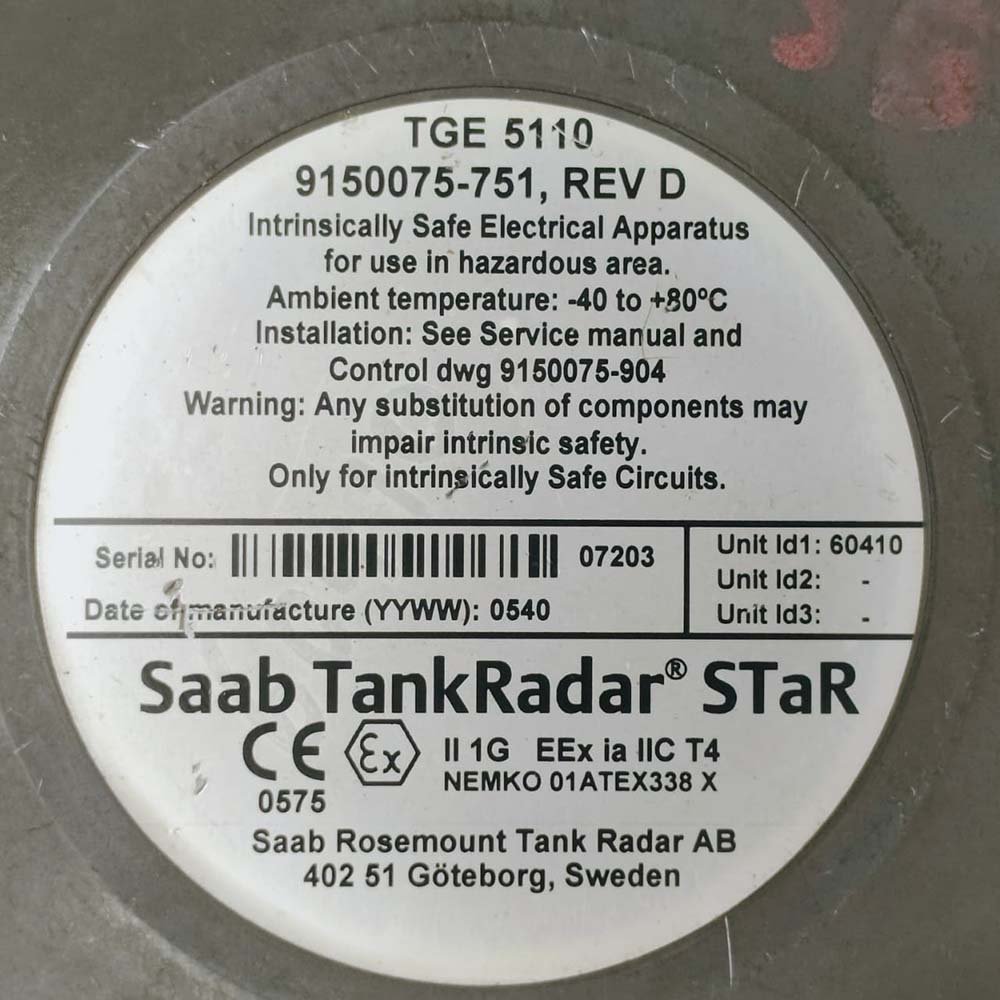 TGE 5110
9150075-751, REV D
Intrinsically Safe Electrical Apparatus
for use in hazardous area.
Ambient temperature: -40 to +80ºC
Installation: See Service manual and
Control dwg 9150075-904
Warning: Any substitution of components may
impair intrinsic safety.
Only for intrinsically Safe Circuits.
Serial No: 07203
Date of manufacture (YYWW): 0540
Unit Id1: 60410
Unit Id2: -
Unit Id3: -
Saab TankRadar® STaR
CE Ex II 1G EEx ia IIC T4
0575 NEMKO 01ATEX338 X
Saab Rosemount Tank Radar AB
402 51 Göteborg, Sweden